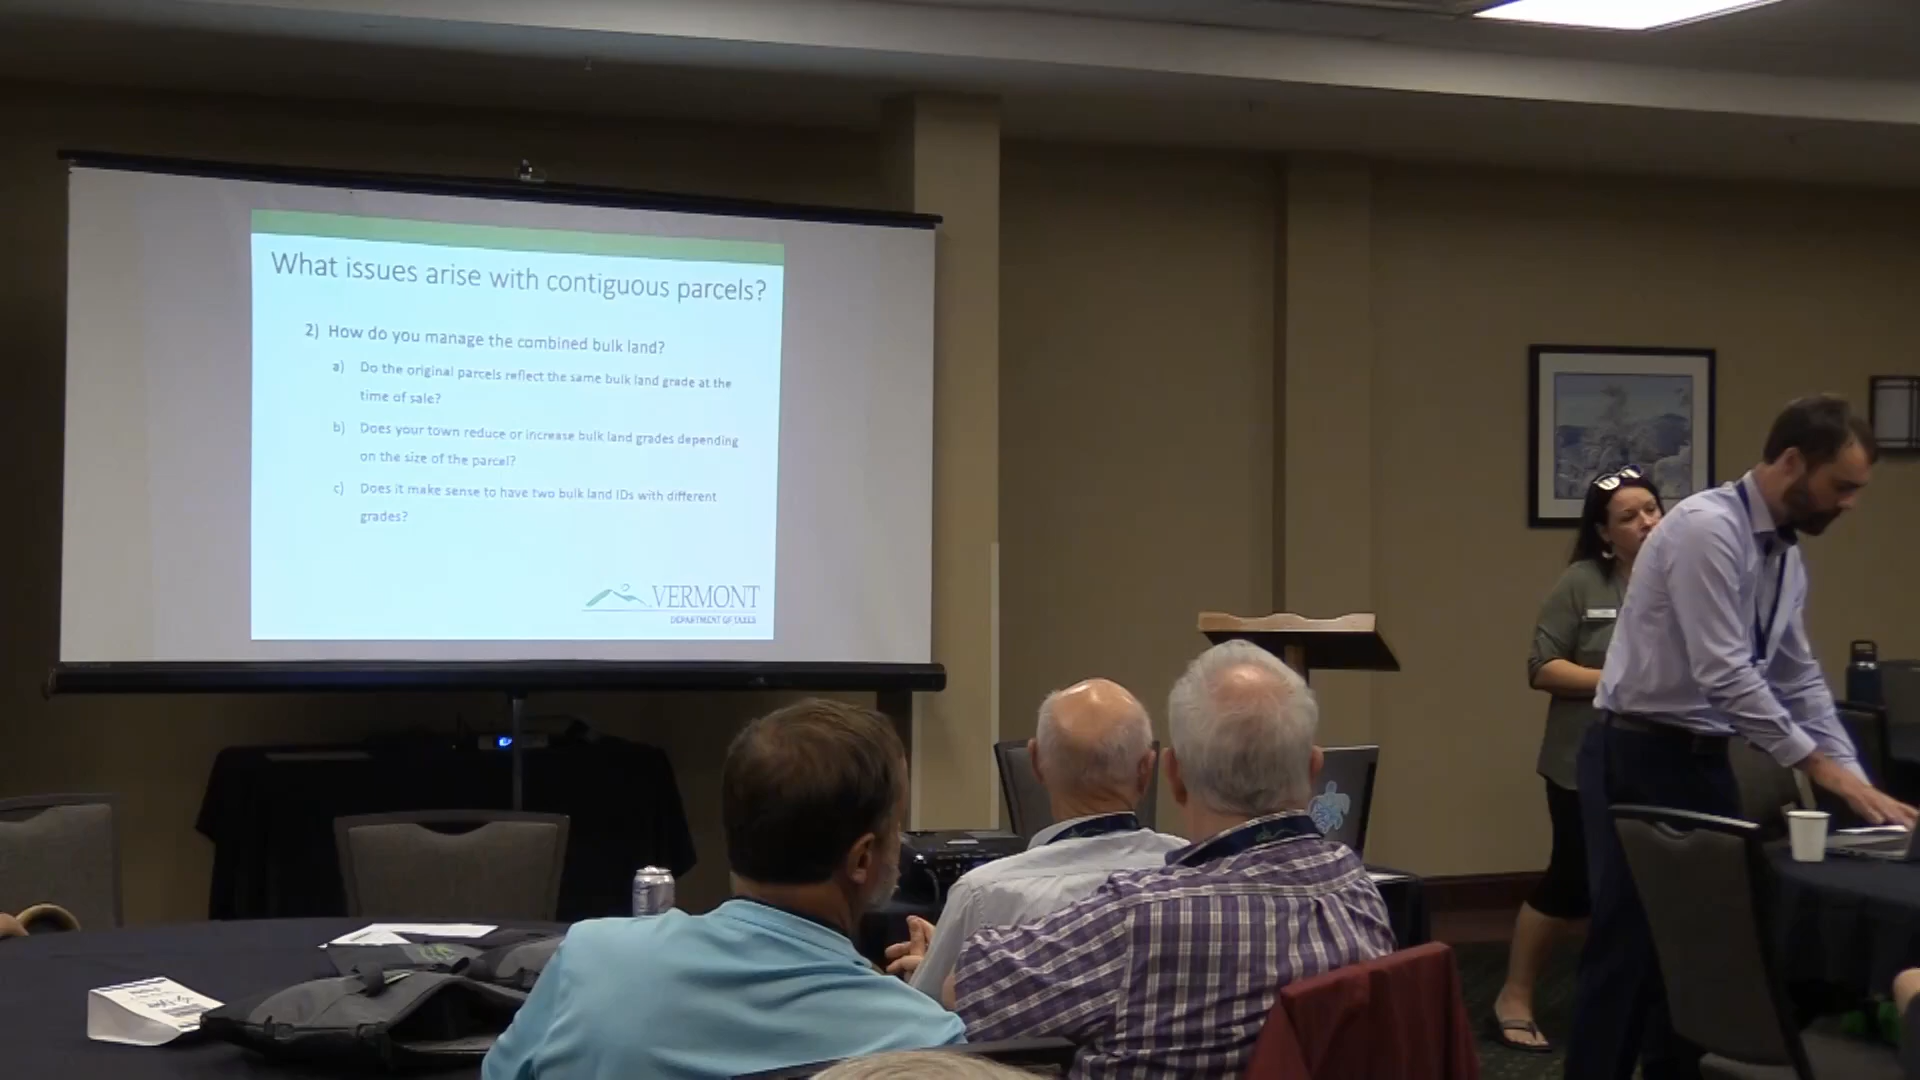 What issues arise with contiguous parcels?
2) How do you manage the combined bulk land?
a) Do the original parcels reflect the same bulk land grade at the
time of sale?
b) Does your town reduce or increase bulk land grades depending
on the size of the parcel?
c) Does it make sense to have two bulk land IDs with different
grades?
VERMONT
DEPARTMENT OF TAXES